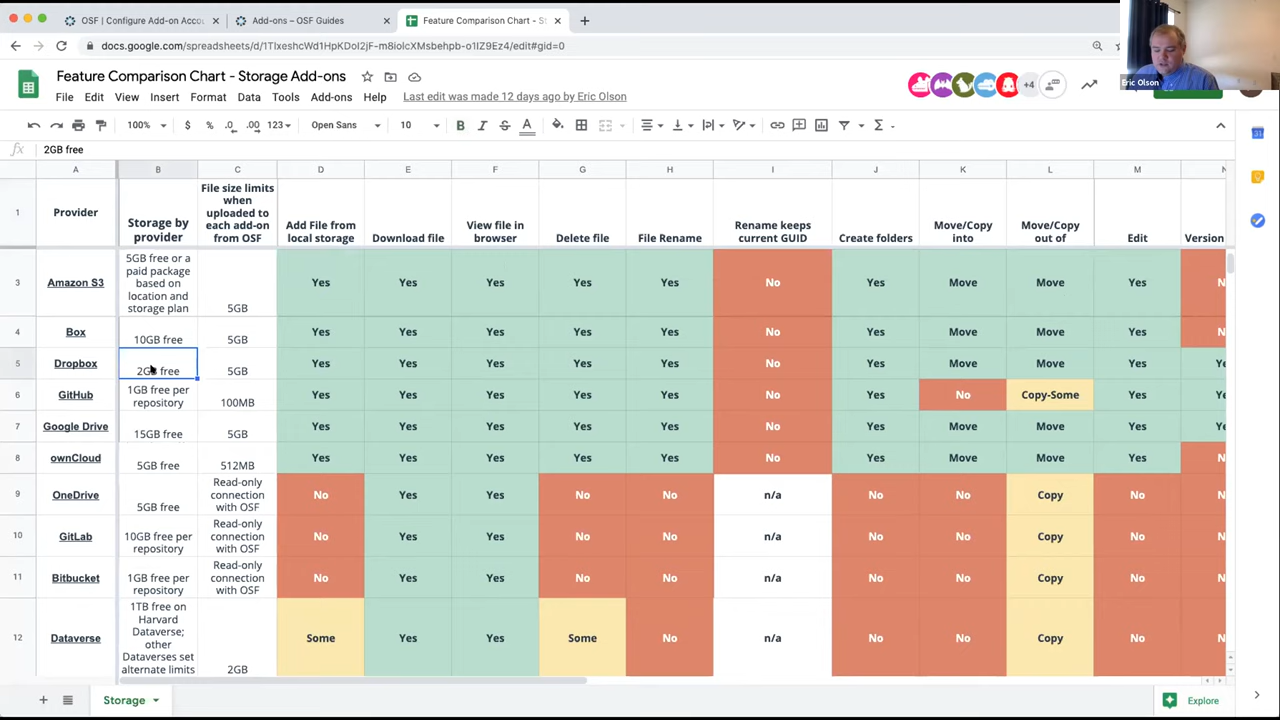 OSF | Configure Add-on Accou
Add-ons – OSF Guides
Feature Comparison Chart - S
docs.google.com/spreadsheets/d/1TlxeshcWd1HpKDoI2jF-m8iolcXMsbehpb-o1IZ9Ez4/edit#gid=0
Eric Olson
Feature Comparison Chart - Storage Add-ons
+4
File Edit View Insert Format Data Tools Add-ons Help Last edit was made 12 days ago by Eric Olson
100% $ % .0 .00 123 Open Sans 10 B I S A
fx 2GB free
A B C D E F G H I J K L M N
1 Provider Storage by provider File size limits when uploaded to each add-on from OSF Add File from local storage Download file View file in browser Delete file File Rename Rename keeps current GUID Create folders Move/Copy into Move/Copy out of Edit Version
3 Amazon S3 5GB free or a paid package based on location and storage plan 5GB Yes Yes Yes Yes Yes No Yes Move Move Yes N
4 Box 10GB free 5GB Yes Yes Yes Yes Yes No Yes Move Move Yes N
5 Dropbox 2GB free 5GB Yes Yes Yes Yes Yes No Yes Move Move Yes Y
6 GitHub 1GB free per repository 100MB Yes Yes Yes Yes Yes No Yes No Copy-Some Yes Y
7 Google Drive 15GB free 5GB Yes Yes Yes Yes Yes No Yes Move Move Yes Y
8 ownCloud 5GB free 512MB Yes Yes Yes Yes Yes No Yes Move Move Yes N
9 OneDrive 5GB free Read-only connection with OSF No Yes Yes No No n/a No No Copy No N
10 GitLab 10GB free per repository Read-only connection with OSF No Yes Yes No No n/a No No Copy No N
11 Bitbucket 1GB free per repository Read-only connection with OSF No Yes Yes No No n/a No No Copy No N
12 Dataverse 1TB free on Harvard Dataverse; other Dataverses set alternate limits 2GB Some Yes Yes Some No n/a No No Copy No N
Storage
Explore